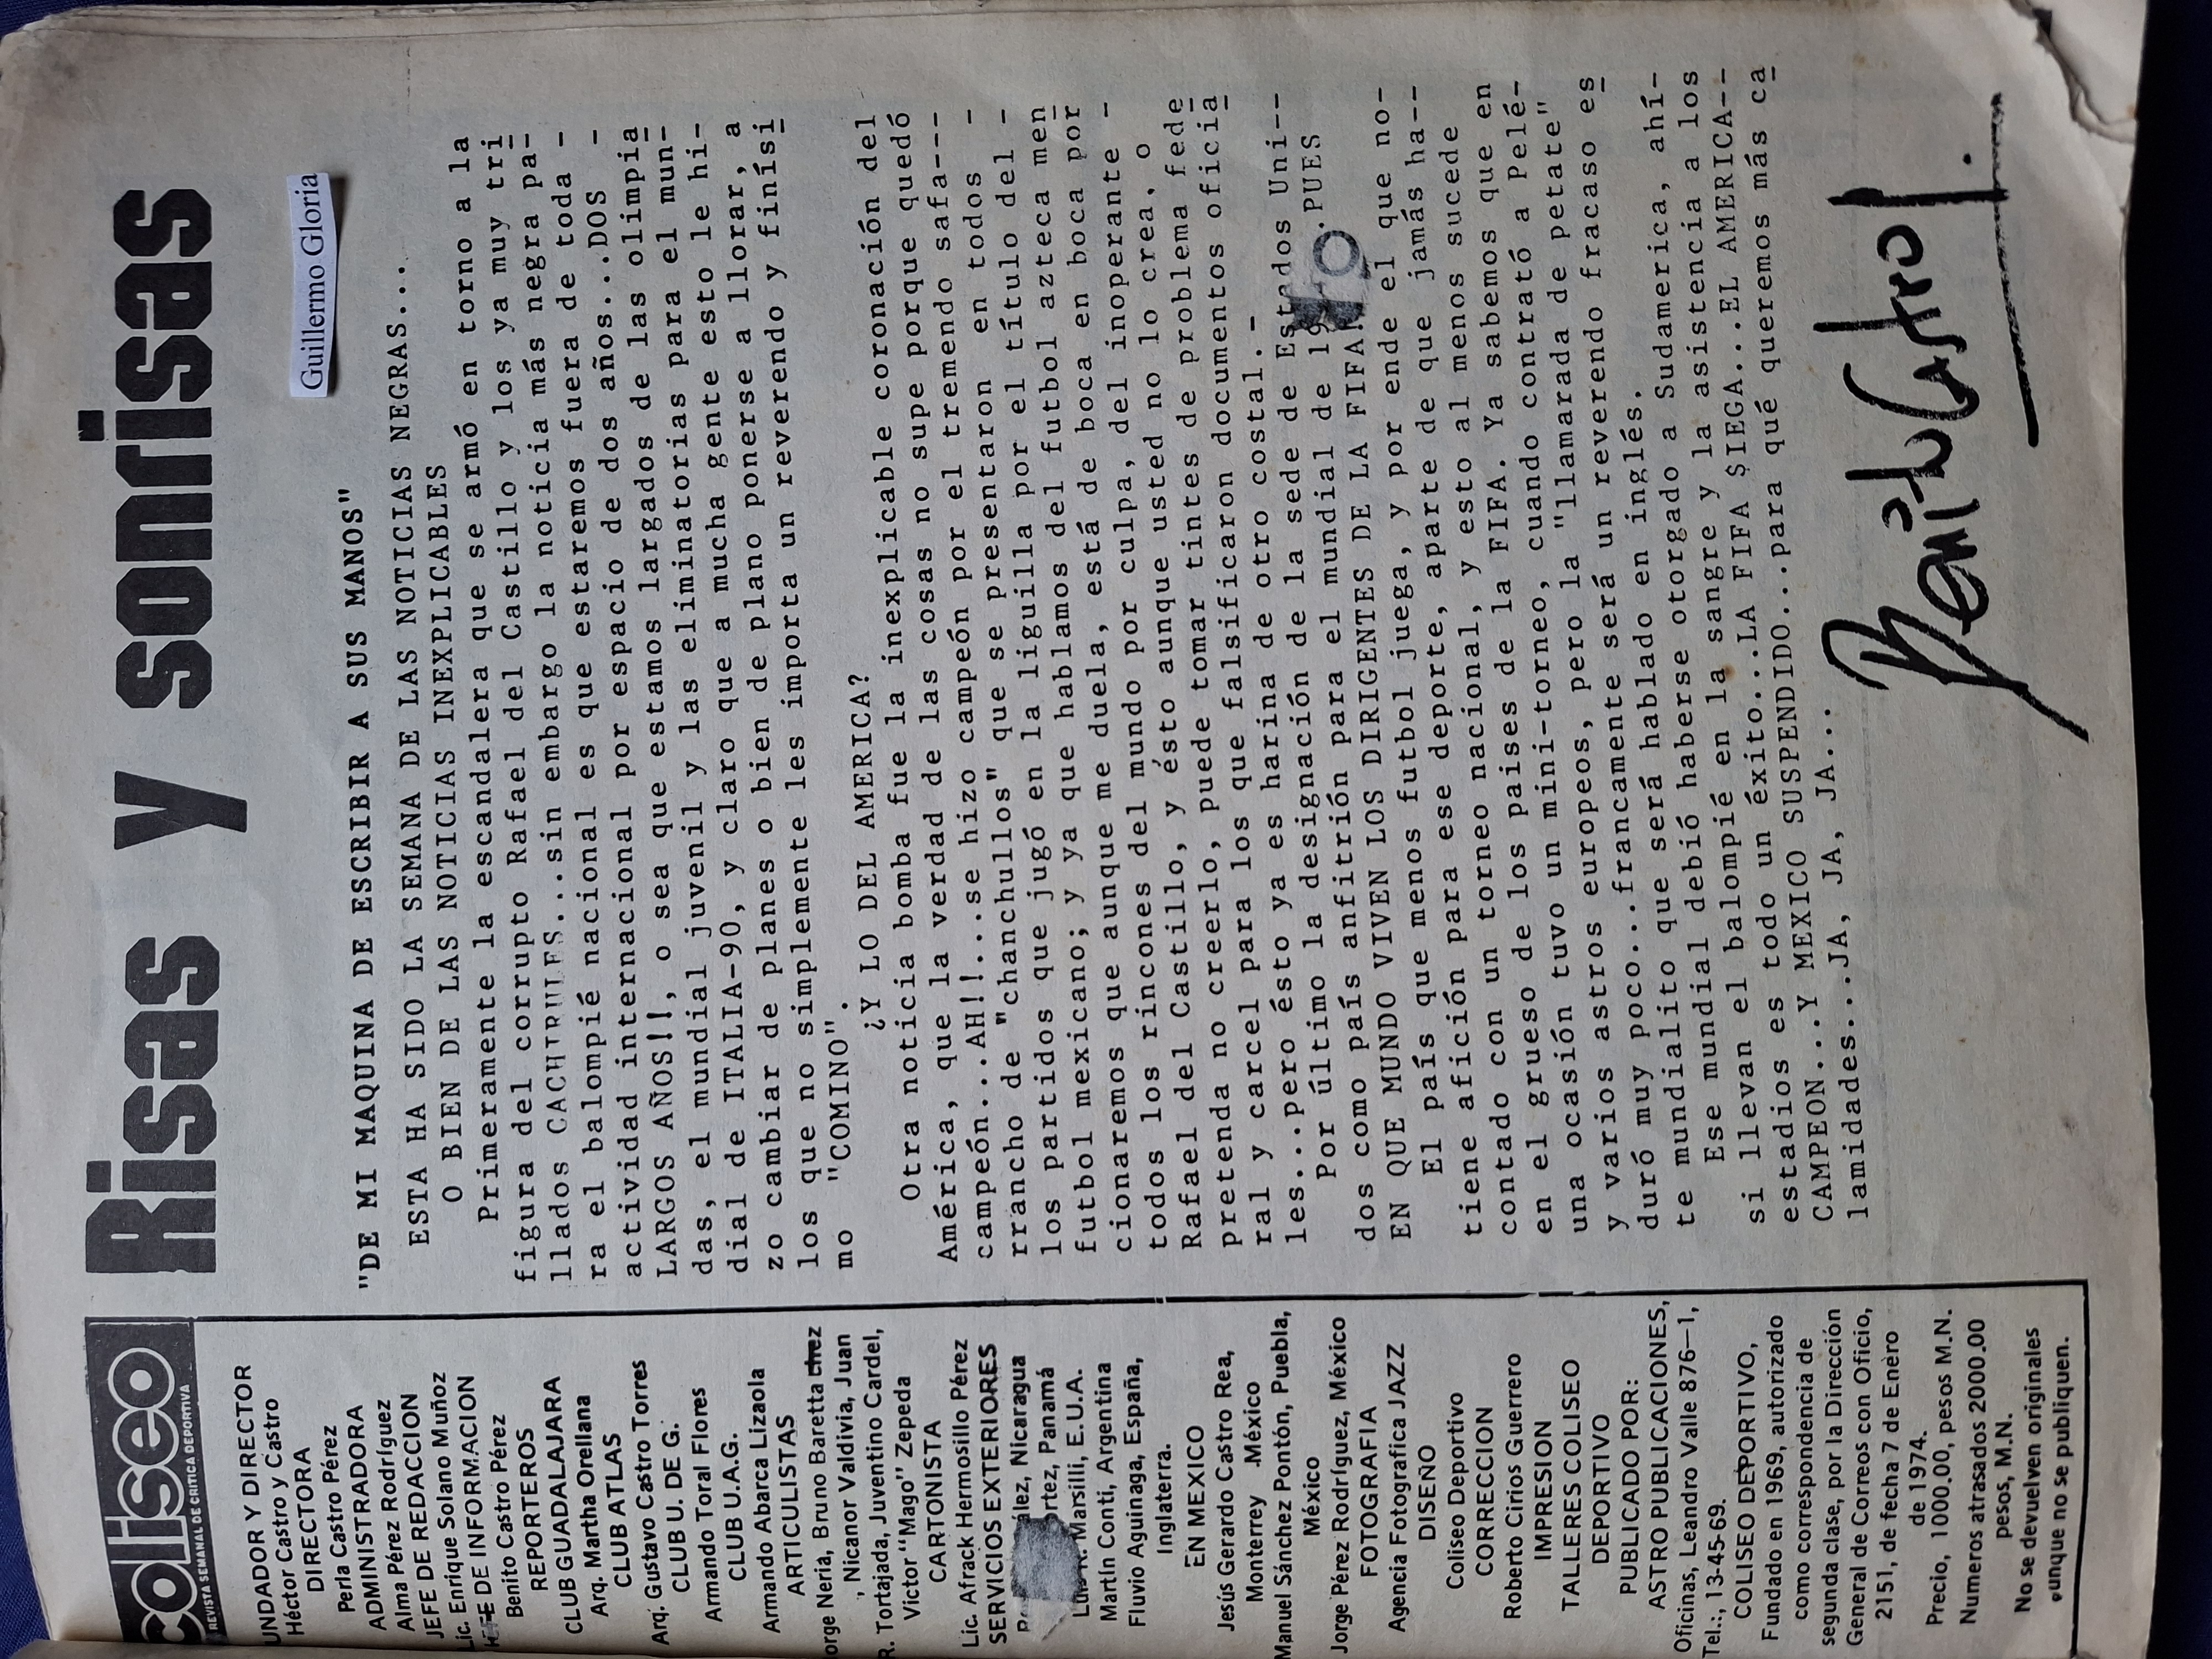 coliseo
REVISTA SEMANAL DE CRITICA DEPORTIVA
UNDADOR Y DIRECTOR
Héctor Castro y Castro
DIRECTORA
Perla Castro Pérez
ADMINISTRADORA
Alma Pérez Rodríguez
JEFE DE REDACCION
Lic. Enrique Solano Muñoz
DE INFORMACION
Benito Castro Pérez
REPORTEROS
CLUB GUADALAJARA
Arq. Martha Orellana
CLUB ATLAS
Arq. Gustavo Castro Torres
CLUB U. DE G.
Armando Toral Flores
CLUB U.A.G.
Armando Abarca Lizaola
ARTICULISTAS
orge Neria, Bruno Baretta
, Nicanor Valdivia, Juan
R. Tortajada, Juventino Cardel,
Victor "Mago" Zepeda
CARTONISTA
Lic. Afrack Hermosillo Pérez
SERVICIOS EXTERIORES
ález, Nicaragua
órtez, Panamá
Marsilli, E.U.A.
Martín Conti, Argentina
Fluvio Aguinaga, España,
Inglaterra.
EN MEXICO
Jesús Gerardo Castro Rea,
Monterrey México
Manuel Sánchez Pontón, Puebla,
México
Jorge Pérez Rodríguez, México
FOTOGRAFIA
Agencia Fotografica JAZZ
DISEÑO
Coliseo Deportivo
CORRECCION
Roberto Cirios Guerrero
IMPRESION
TALLERES COLISEO
DEPORTIVO
PUBLICADO POR:
ASTRO PUBLICACIONES,
Oficinas, Leandro Valle 876-1,
Tel.:, 13-45-69.
COLISEO DEPORTIVO,
Fundado en 1969, autorizado
como correspondencia de
segunda clase, por la Dirección
General de Correos con Oficio,
2151, de fecha 7 de Enero
de 1974.
Precio, 1000.00, pesos M.N.
Numeros atrasados 2000.00
pesos, M.N.
No se devuelven originales
aunque no se publiquen.
Risas y sonrisas
Guillermo Gloria
"DE MI MAQUINA DE ESCRIBIR A SUS MANOS"
ESTA HA SIDO LA SEMANA DE LAS NOTICIAS NEGRAS....
O BIEN DE LAS NOTICIAS INEXPLICABLES
Primeramente la escandalera que se armó en torno a la
figura del corrupto Rafael del Castillo y los ya muy tri
llados CACHIRULES...sin embargo la noticia más negra pa-
ra el balompié nacional es que estaremos fuera de toda -
actividad internacional por espacio de dos años...DOS -
LARGOS AÑOS!!, o sea que estamos largados de las olimpia
das, el mundial juvenil y las eliminatorias para el mun-
dial de ITALIA-90, y claro que a mucha gente esto le hi-
zo cambiar de planes o bien de plano ponerse a llorar, a
los que no simplemente les importa un reverendo y finísi
mo "COMINO".
¿Y LO DEL AMERICA?
Otra noticia bomba fue la inexplicable coronación del
América, que la verdad de las cosas no supe porque quedó
campeón...AH!!...se hizo campeón por el tremendo safa---
rrancho de "chanchullos" que se presentaron en todos -
los partidos que jugó en la liguilla por el título del -
futbol mexicano; y ya que hablamos del futbol azteca men
cionaremos que aunque me duela, está de boca en boca por
todos los rincones del mundo por culpa, del inoperante -
Rafael del Castillo, y ésto aunque usted no lo crea, o
pretenda no creerlo, puede tomar tintes de problema fede
ral y carcel para los que falsificaron documentos oficia
les...pero ésto ya es harina de otro costal.-
Por último la designación de la sede de Estados Uni--
dos como país anfitrión para el mundial de 19 .PUES
EN QUE MUNDO VIVEN LOS DIRIGENTES DE LA FIFA?
El país que menos futbol juega, y por ende el que no-
tiene afición para ese deporte, aparte de que jamás ha--
contado con un torneo nacional, y esto al menos sucede
en el grueso de los paises de la FIFA. Ya sabemos que en
una ocasión tuvo un mini-torneo, cuando contrató a Pelé-
y varios astros europeos, pero la "llamarada de petate"
duró muy poco...francamente será un reverendo fracaso es
te mundialito que será hablado en inglés.
Ese mundial debió haberse otorgado a Sudamerica, ahí-
si llevan el balompié en la sangre y la asistencia a los
estadios es todo un éxito...LA FIFA $IEGA...EL AMERICA--
CAMPEON...Y MEXICO SUSPENDIDO...para qué queremos más ca
lamidades...JA, JA, JA...
Benito Castro P.